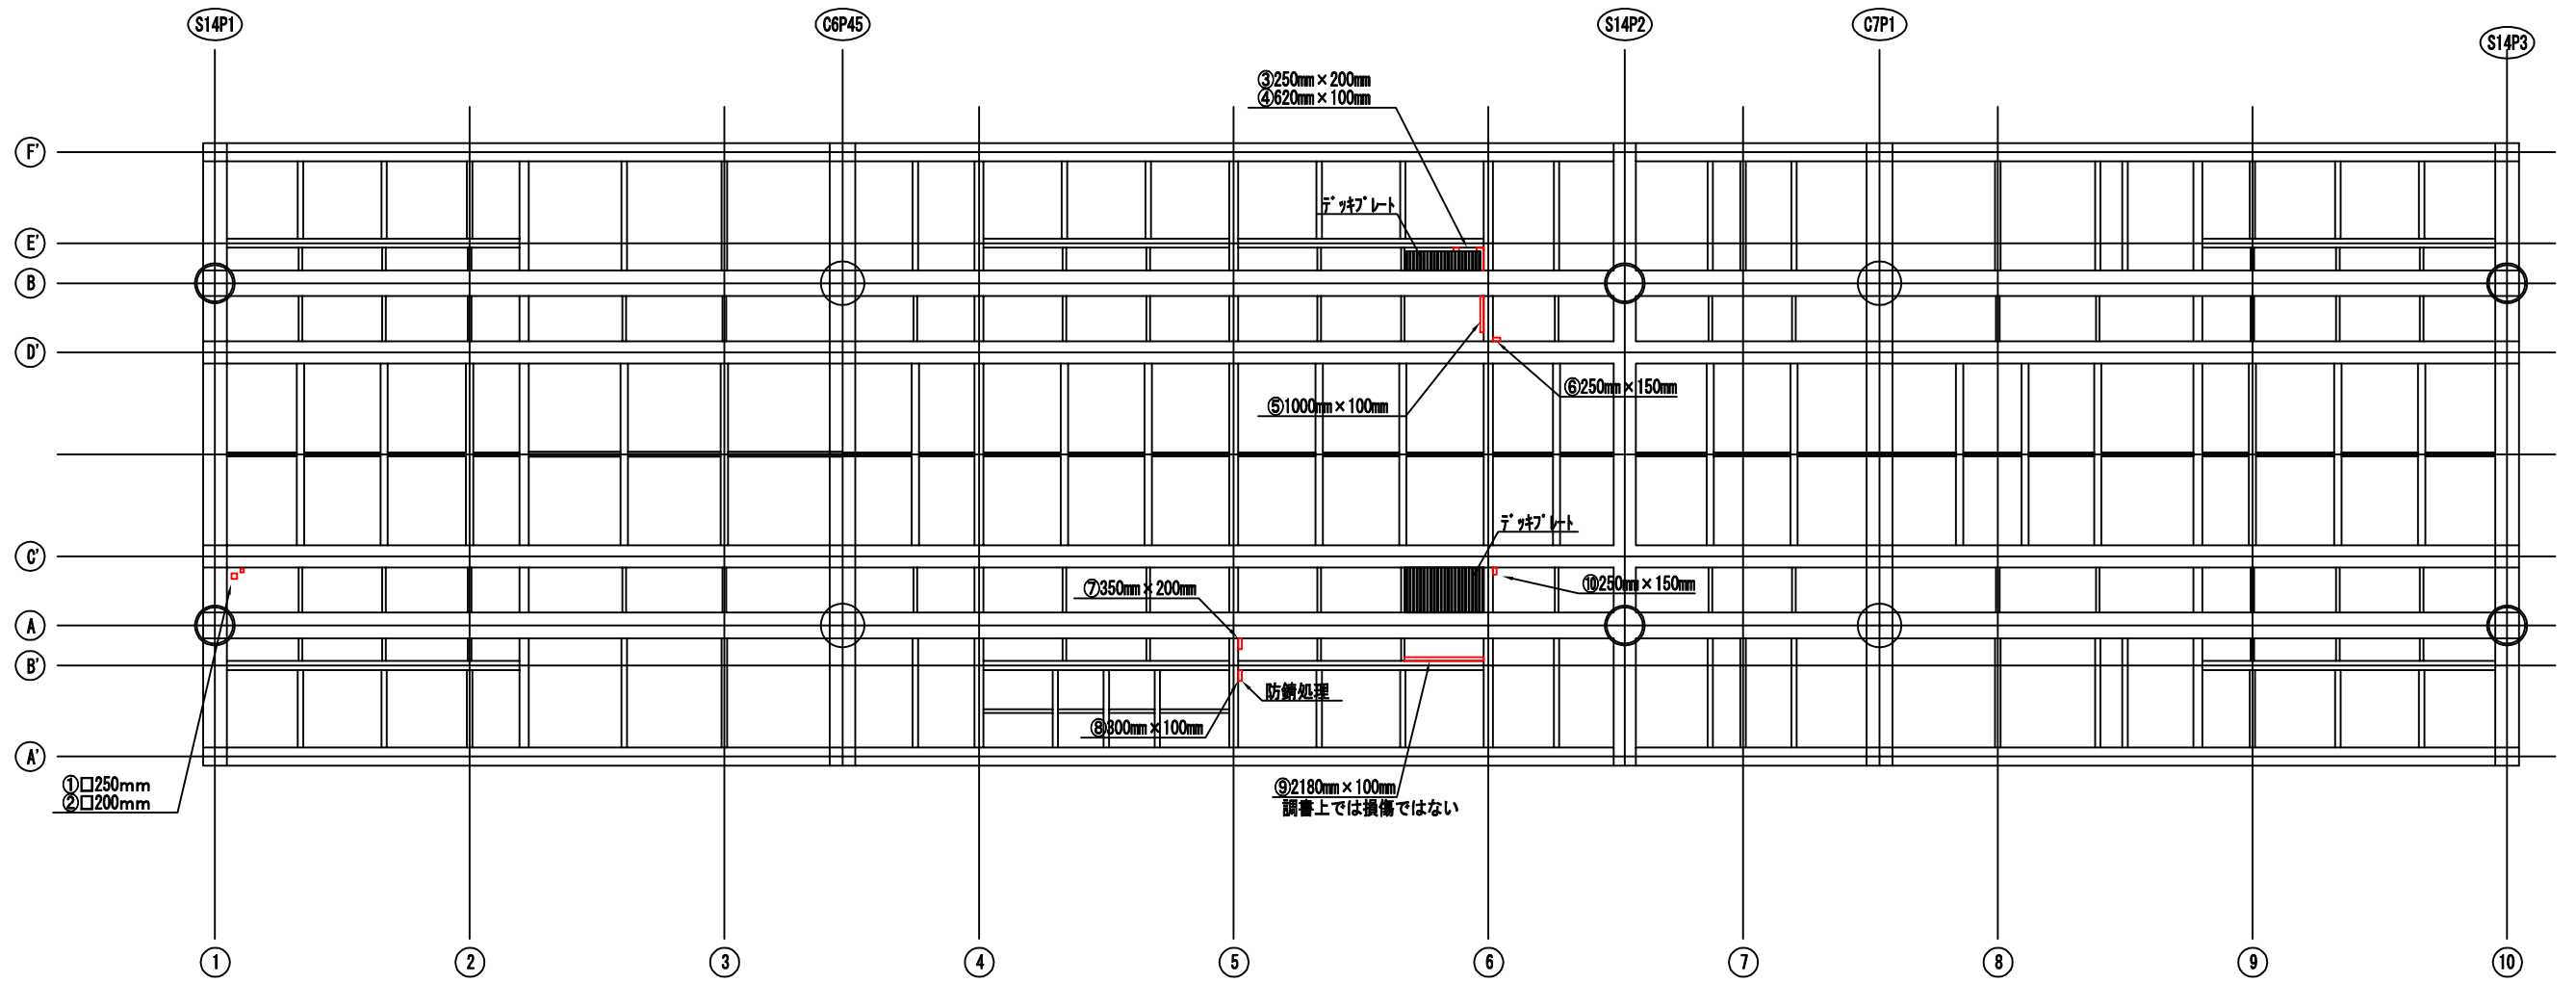 S14P1
C6P45
S14P2
C7P1
S14P3
③250mm×200mm
④620mm×100mm
F'
デッキプレート
E'
B
D'
⑥250mm×150mm
⑤1000mm×100mm
デッキプレート
C'
⑦350mm×200mm
⑩250mm×150mm
A
B'
防錆処理
⑧300mm×100mm
A'
①□250mm
②□200mm
⑨2180mm×100mm
調書上では損傷ではない
1
2
3
4
5
6
7
8
9
10